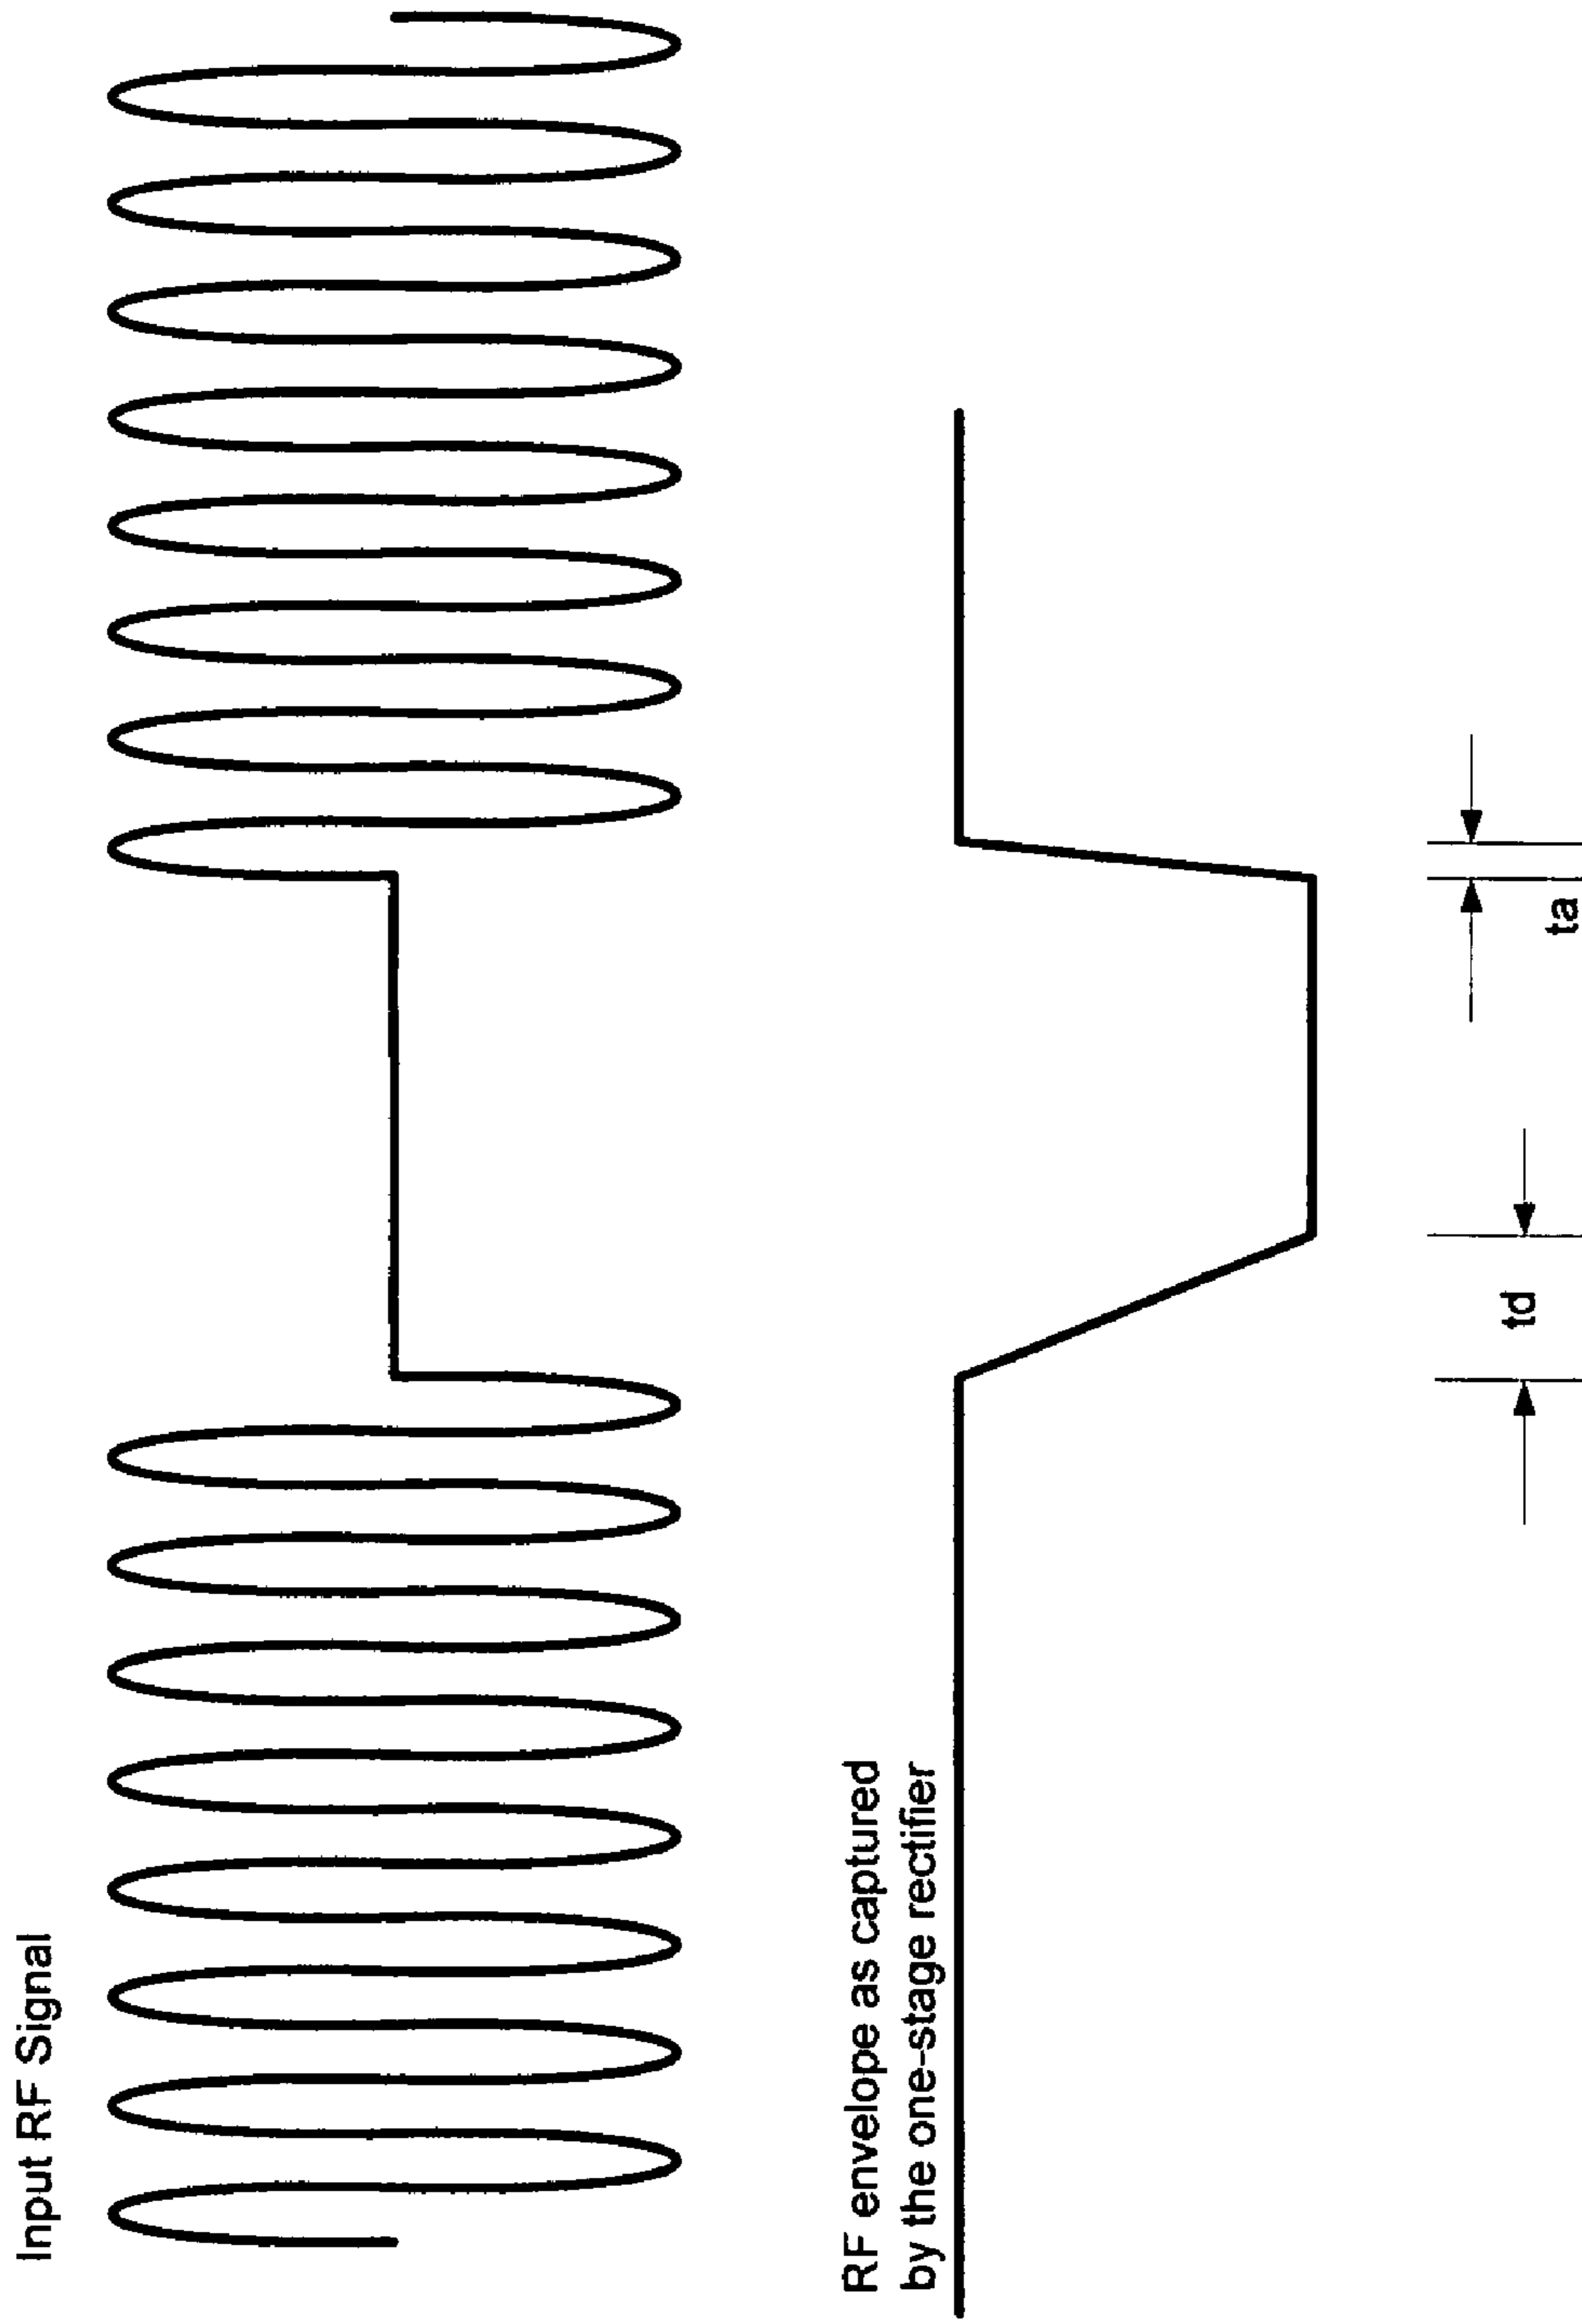 Input RF Signal
RF envelope as captured
by the one-stage rectifier
td
ta